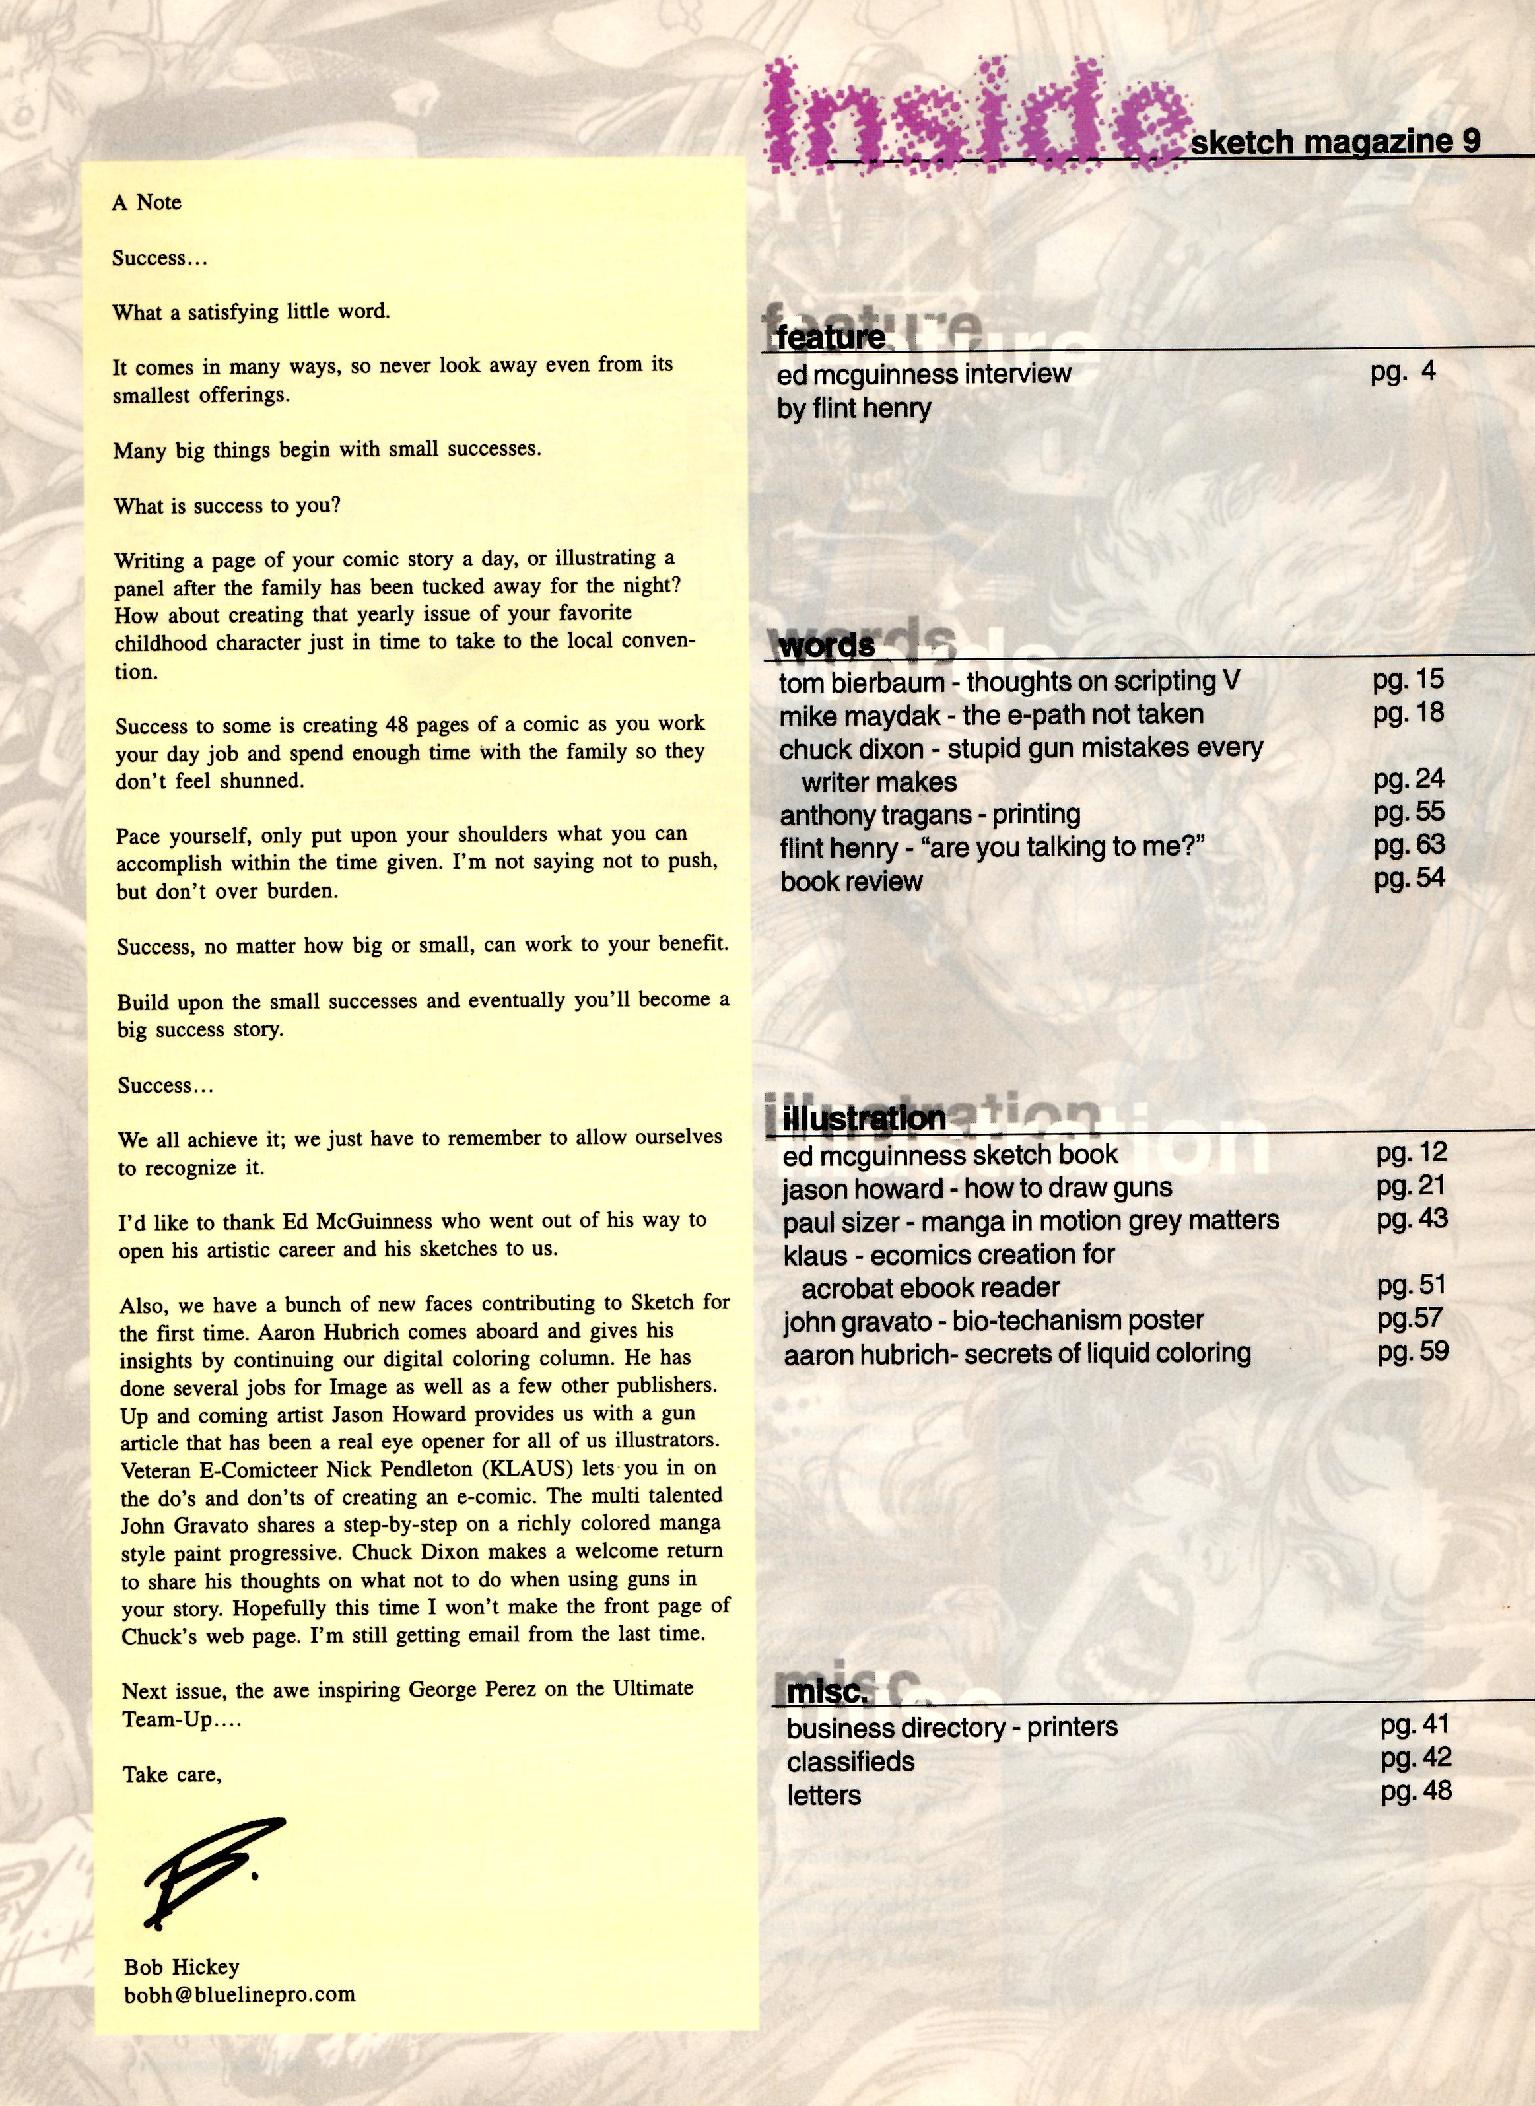 Inside sketch magazine 9
A Note
Success...
What a satisfying little word.
It comes in many ways, so never look away even from its
smallest offerings.
Many big things begin with small successes.
What is success to you?
Writing a page of your comic story a day, or illustrating a
panel after the family has been tucked away for the night?
How about creating that yearly issue of your favorite
childhood character just in time to take to the local conven-
tion.
Success to some is creating 48 pages of a comic as you work
your day job and spend enough time with the family so they
don't feel shunned.
Pace yourself, only put upon your shoulders what you can
accomplish within the time given. I'm not saying not to push,
but don't over burden.
Success, no matter how big or small, can work to your benefit.
Build upon the small successes and eventually you'll become a
big success story.
Success...
We all achieve it; we just have to remember to allow ourselves
to recognize it.
I'd like to thank Ed McGuinness who went out of his way to
open his artistic career and his sketches to us.
Also, we have a bunch of new faces contributing to Sketch for
the first time. Aaron Hubrich comes aboard and gives his
insights by continuing our digital coloring column. He has
done several jobs for Image as well as a few other publishers.
Up and coming artist Jason Howard provides us with a gun
article that has been a real eye opener for all of us illustrators.
Veteran E-Comicteer Nick Pendleton (KLAUS) lets you in on
the do's and don'ts of creating an e-comic. The multi talented
John Gravato shares a step-by-step on a richly colored manga
style paint progressive. Chuck Dixon makes a welcome return
to share his thoughts on what not to do when using guns in
your story. Hopefully this time I won't make the front page of
Chuck's web page. I'm still getting email from the last time.
Next issue, the awe inspiring George Perez on the Ultimate
Team-Up....
Take care,
B.
Bob Hickey
bobh@bluelinepro.com
feature
ed mcguinness interview pg. 4
by flint henry
words
tom bierbaum - thoughts on scripting V pg. 15
mike maydak - the e-path not taken pg. 18
chuck dixon - stupid gun mistakes every
writer makes pg. 24
anthony tragans - printing pg. 55
flint henry - "are you talking to me?" pg. 63
book review pg. 54
illustration
ed mcguinness sketch book pg. 12
jason howard - how to draw guns pg. 21
paul sizer - manga in motion grey matters pg. 43
klaus - ecomics creation for
acrobat ebook reader pg. 51
john gravato - bio-techanism poster pg.57
aaron hubrich- secrets of liquid coloring pg. 59
misc.
business directory - printers pg. 41
classifieds pg. 42
letters pg. 48